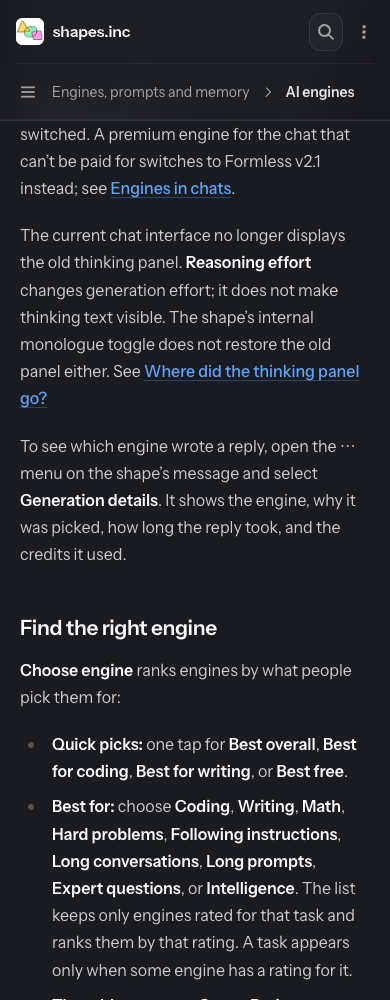 shapes.inc
Engines, prompts and memory > AI engines
switched. A premium engine for the chat that
can't be paid for switches to Formless v2.1
instead; see Engines in chats.
The current chat interface no longer displays
the old thinking panel. Reasoning effort
changes generation effort; it does not make
thinking text visible. The shape's internal
monologue toggle does not restore the old
panel either. See Where did the thinking panel
go?
To see which engine wrote a reply, open the ···
menu on the shape's message and select
Generation details. It shows the engine, why it
was picked, how long the reply took, and the
credits it used.
Find the right engine
Choose engine ranks engines by what people
pick them for:
Quick picks: one tap for Best overall, Best
for coding, Best for writing, or Best free.
Best for: choose Coding, Writing, Math,
Hard problems, Following instructions,
Long conversations, Long prompts,
Expert questions, or Intelligence. The list
keeps only engines rated for that task and
ranks them by that rating. A task appears
only when some engine has a rating for it.